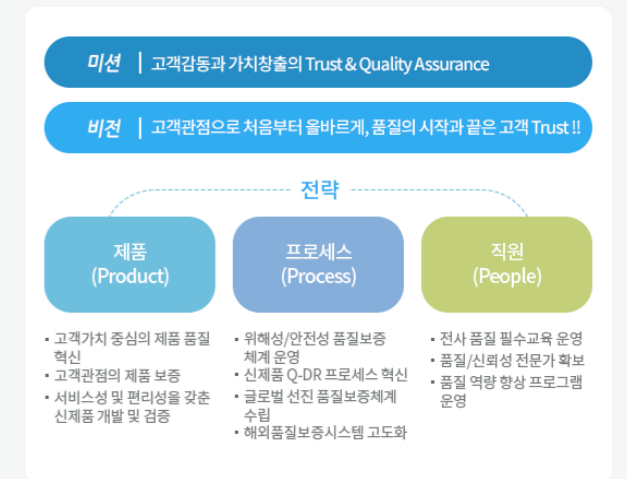 미션 | 고객감동과 가치창출의 Trust & Quality Assurance
비전 | 고객관점으로 처음부터 올바르게, 품질의 시작과 끝은 고객 Trust !!
전략
제품
(Product)
· 고객가치 중심의 제품 품질
혁신
· 고객관점의 제품 보증
· 서비스성 및 편리성을 갖춘
신제품 개발 및 검증
프로세스
(Process)
· 위해성/안전성 품질보증
체계 운영
· 신제품 Q-DR 프로세스 혁신
· 글로벌 선진 품질보증체계
수립
· 해외품질보증시스템 고도화
직원
(People)
· 전사 품질 필수교육 운영
· 품질/신뢰성 전문가 확보
· 품질 역량 향상 프로그램
운영